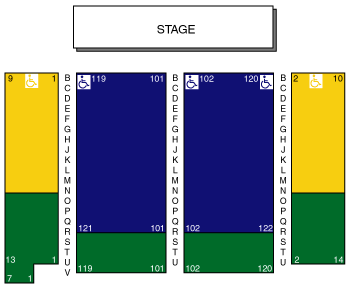 STAGE
9 1 B 119 101 B 102 120 B 2 10
C C C
D D D
E E E
F F F
G G G
H H H
J J J
K K K
L L L
M M M
N N N
O O O
P P P
Q Q Q
R 121 101 R 102 122 R
S S S
T T T
13 1 U U U 2 14
7 1 V 119 101 102 120